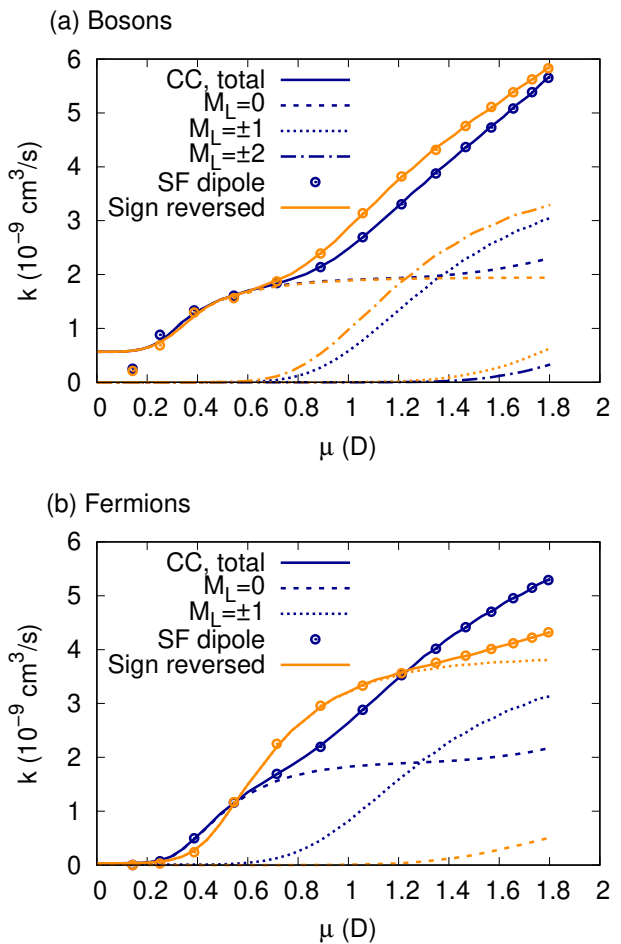 (a) Bosons
6
5
4
3
2
1
0
k (10⁻⁹ cm³/s)
CC, total
M_L=0
M_L=±1
M_L=±2
SF dipole
Sign reversed
0 0.2 0.4 0.6 0.8 1 1.2 1.4 1.6 1.8 2
μ (D)
(b) Fermions
6
5
4
3
2
1
0
k (10⁻⁹ cm³/s)
CC, total
M_L=0
M_L=±1
SF dipole
Sign reversed
0 0.2 0.4 0.6 0.8 1 1.2 1.4 1.6 1.8 2
μ (D)